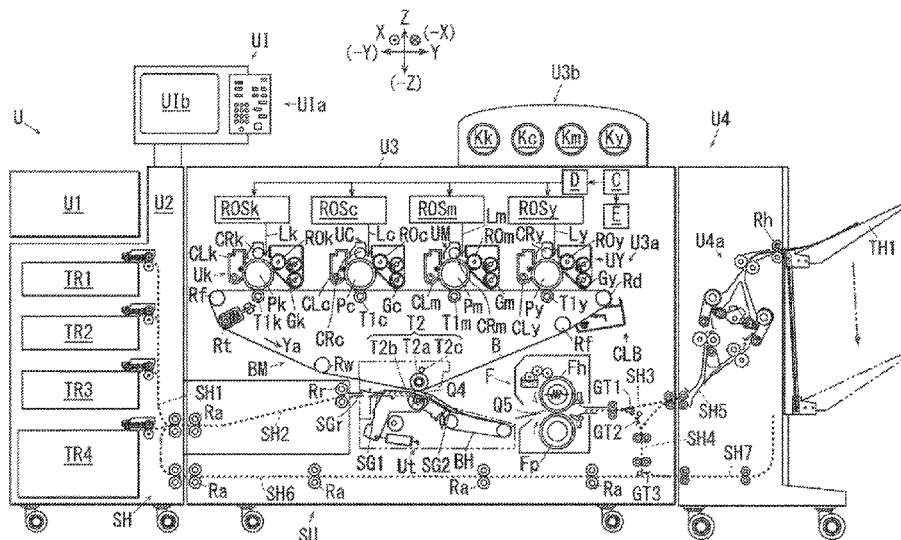 Z
X (-X)
(-Y) Y
(-Z)
UI
UIb
UIa
U
U3b
Kk Kc Km Ky
U4
U3
D C
E
U1
U2
ROSk ROSc ROSm ROSy
Lk Lc Lm Ly
CRk ROk UC ROc UM ROm CRy ROy
CLk U3a
Uk UY
Rh
TH1
U4a
TR1
Rf Pk Gk CLc Pc Gc CLm Pm Gm Py Gy Rd
T1k T1c T1m T1y
CRc CRm CLy
T2
Rt Ya T2b T2a T2c B Rf CLB
TR2
BM Rw
Q4
F Fh GT1 SH3
TR3
SH1
Ra Rr
SGr
Q5
GT2
SH5
SH2
SH4
TR4
SG1 Ut SG2 BH Fp
SH7
GT3
SH Ra SH6 Ra Ra Ra
SU